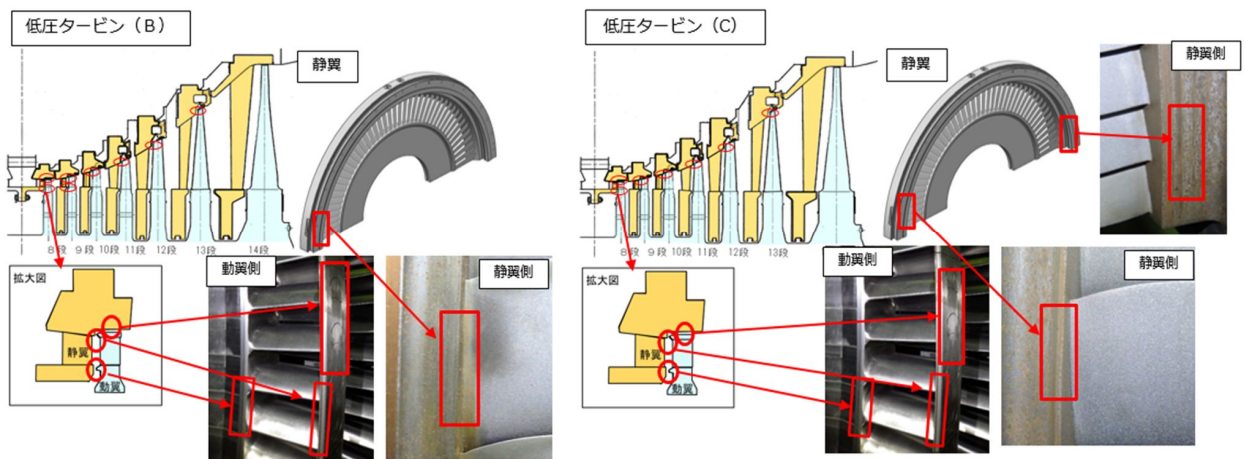 低圧タービン（B）
静翼
8段
9段
10段
11段
12段
13段
14段
拡大図
静翼
動翼
動翼側
静翼側
低圧タービン（C）
静翼
静翼側
8段
9段
10段
11段
12段
13段
拡大図
静翼
動翼
動翼側
静翼側